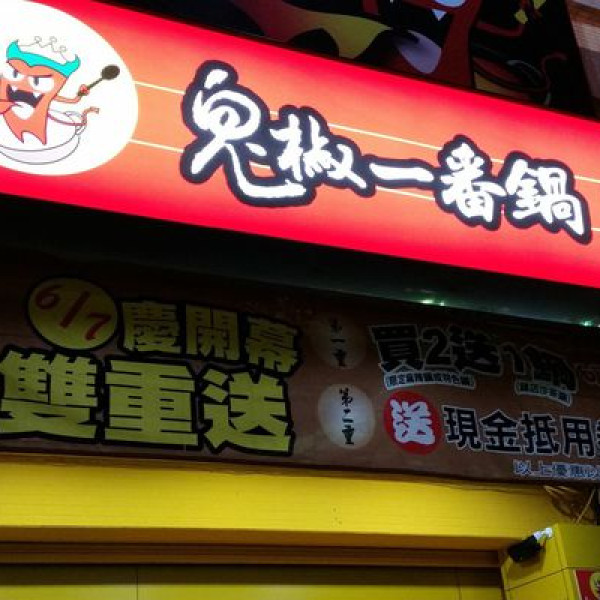 鬼椒一番鍋
6/7 慶開幕
雙重送
第一重 買2送1鍋
第二重 送 現金抵用
以上優惠